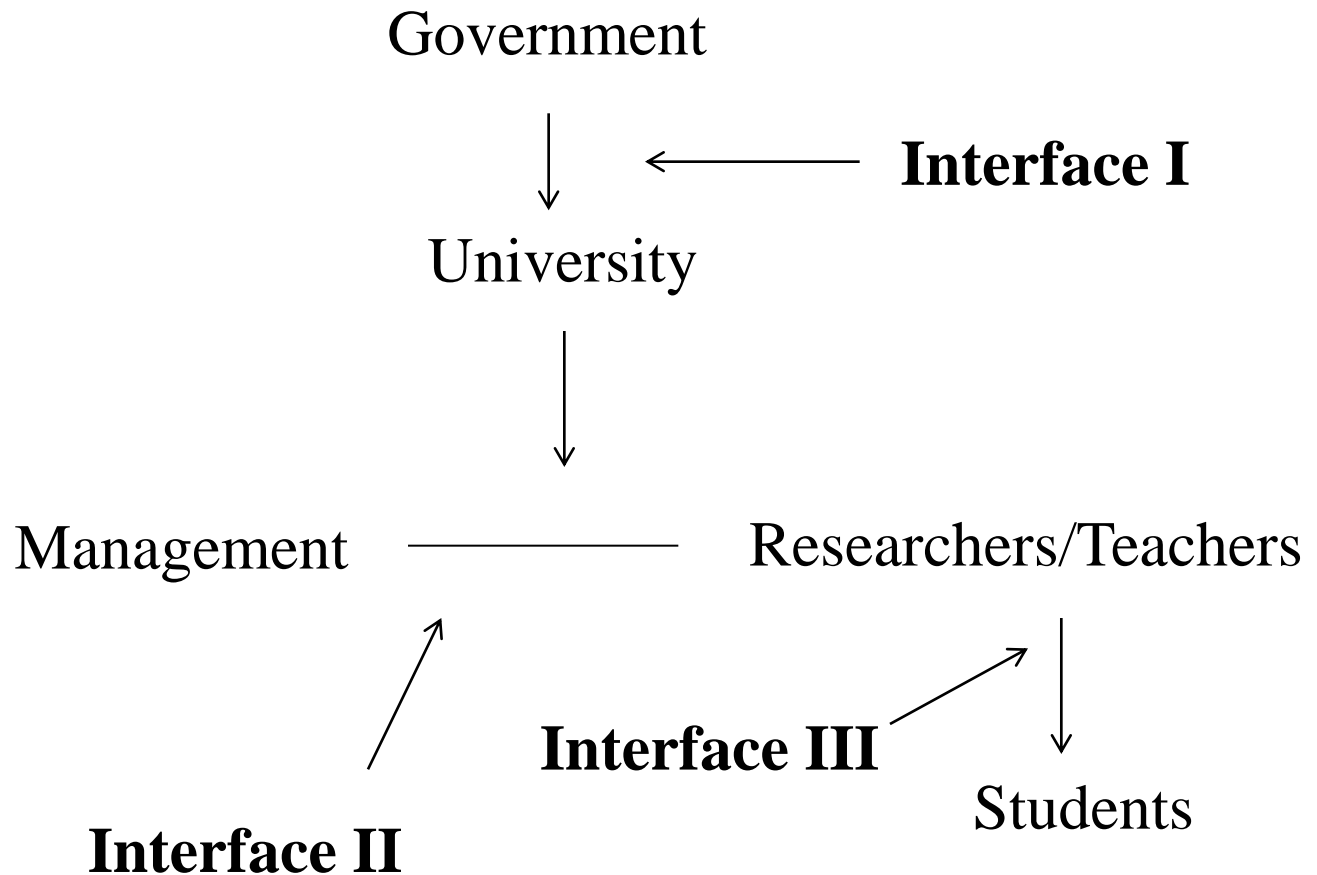 Government
Interface I
University
Management
Researchers/Teachers
Interface III
Students
Interface II